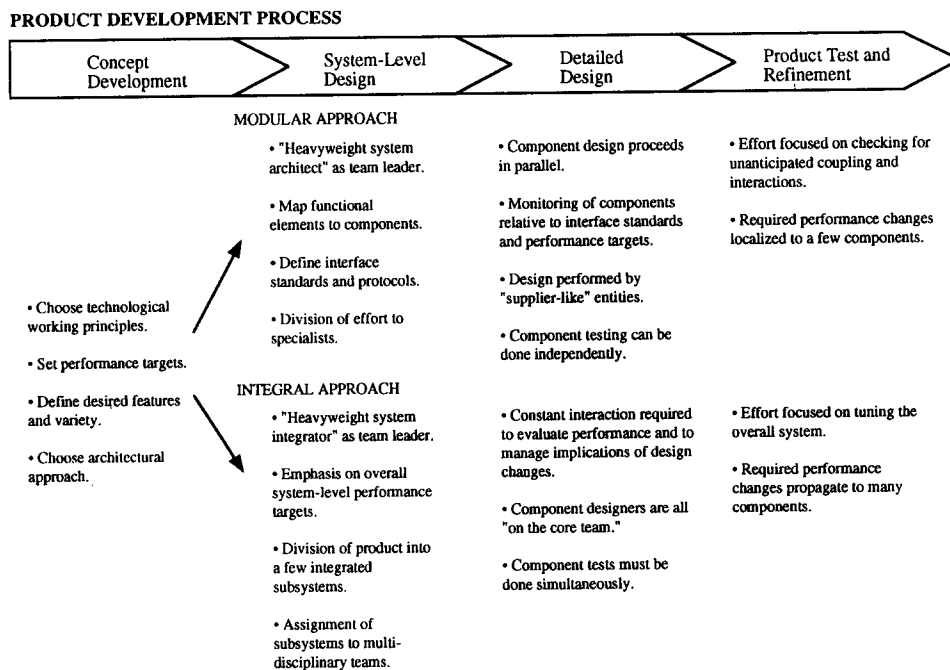 PRODUCT DEVELOPMENT PROCESS
Concept
Development
System-Level
Design
Detailed
Design
Product Test and
Refinement
• Choose technological
working principles.
• Set performance targets.
• Define desired features
and variety.
• Choose architectural
approach.
MODULAR APPROACH
• "Heavyweight system
architect" as team leader.
• Map functional
elements to components.
• Define interface
standards and protocols.
• Division of effort to
specialists.
• Component design proceeds
in parallel.
• Monitoring of components
relative to interface standards
and performance targets.
• Design performed by
"supplier-like" entities.
• Component testing can be
done independently.
• Effort focused on checking for
unanticipated coupling and
interactions.
• Required performance changes
localized to a few components.
INTEGRAL APPROACH
• "Heavyweight system
integrator" as team leader.
• Emphasis on overall
system-level performance
targets.
• Division of product into
a few integrated
subsystems.
• Assignment of
subsystems to multi-
disciplinary teams.
• Constant interaction required
to evaluate performance and to
manage implications of design
changes.
• Component designers are all
"on the core team."
• Component tests must be
done simultaneously.
• Effort focused on tuning the
overall system.
• Required performance
changes propagate to many
components.